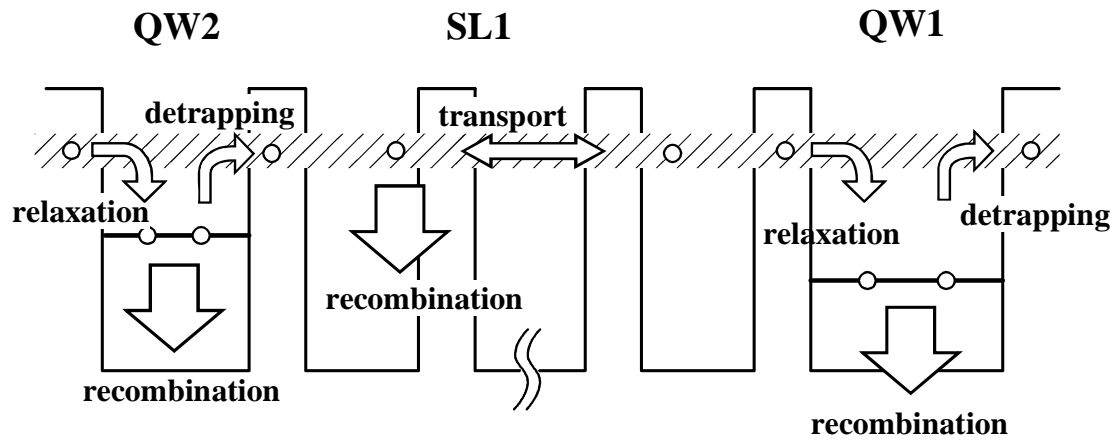 QW2 SL1 QW1
detrapping transport
relaxation relaxation detrapping
recombination
recombination
recombination